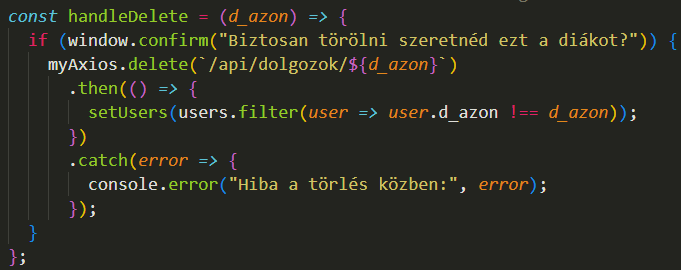 const handleDelete = (d_azon) => {
if (window.confirm("Biztosan törölni szeretnéd ezt a diákot?")) {
myAxios.delete(`/api/dolgozok/${d_azon}`)
.then(() => {
setUsers(users.filter(user => user.d_azon !== d_azon));
})
.catch(error => {
console.error("Hiba a törlés közben:", error);
});
}
};